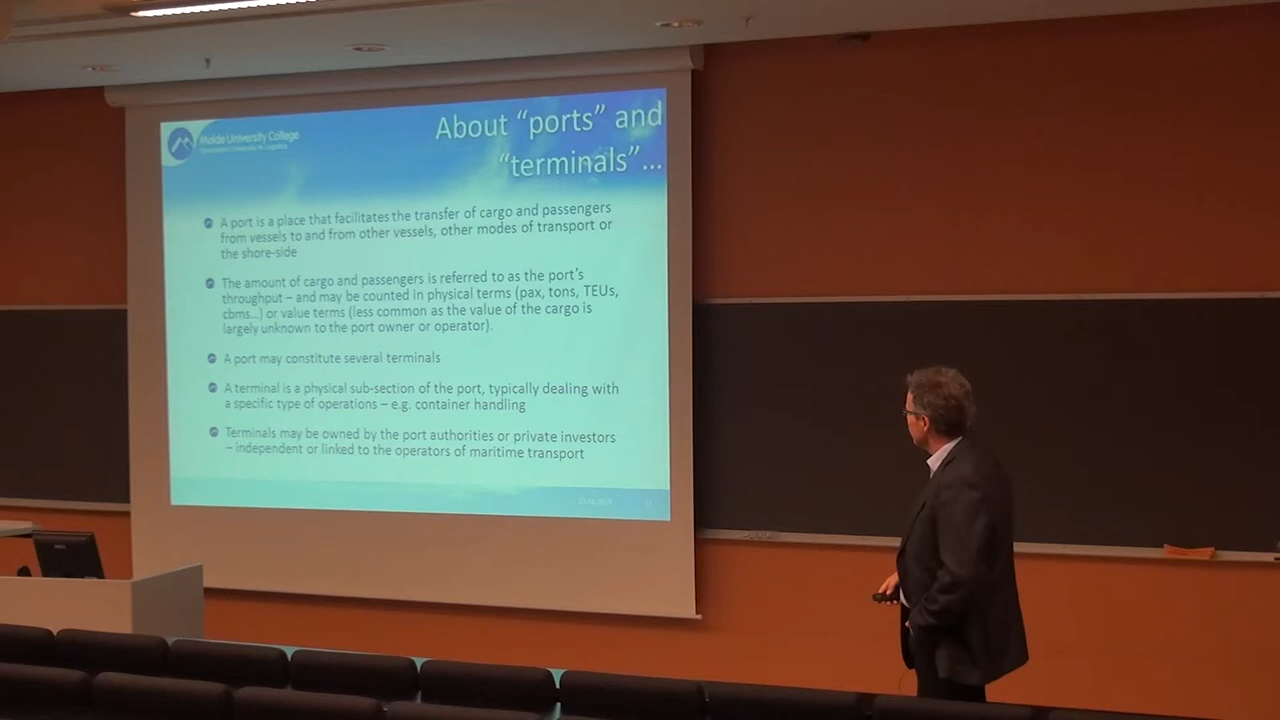 Molde University College
Specialized University in Logistics
About "ports" and
"terminals"...
A port is a place that facilitates the transfer of cargo and passengers
from vessels to and from other vessels, other modes of transport or
the shore-side
The amount of cargo and passengers is referred to as the port's
throughput – and may be counted in physical terms (pax, tons, TEUs,
cbms...) or value terms (less common as the value of the cargo is
largely unknown to the port owner or operator).
A port may constitute several terminals
A terminal is a physical sub-section of the port, typically dealing with
a specific type of operations – e.g. container handling
Terminals may be owned by the port authorities or private investors
– independent or linked to the operators of maritime transport